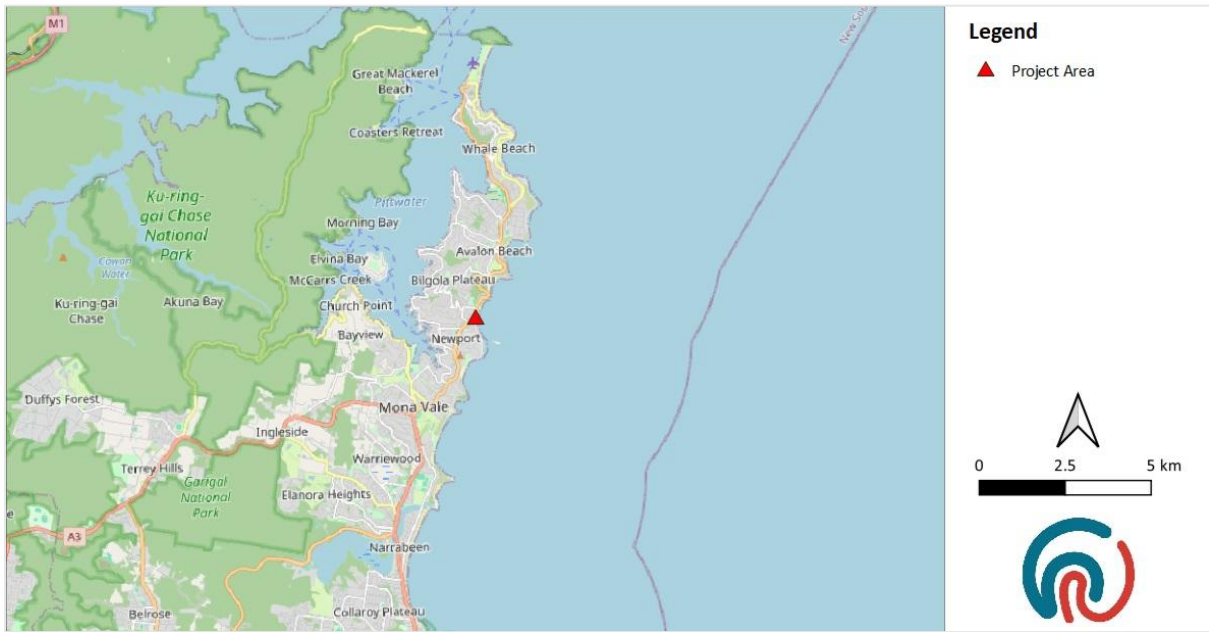 M1
New Sou
Legend
Project Area
Great Mackerel
Beach
Coasters Retreat
Whale Beach
Ku-ring-
gai Chase
National
Park
Pittwater
Morning Bay
Avalon Beach
Elvina Bay
Cowan
Water
McCarrs Creek
Bilgola Plateau
Ku-ring-gai
Chase
Akuna Bay
Church Point
Bayview
Newport
Duffys Forest
Mona Vale
Ingleside
Warriewood
Terrey Hills
Garigal
National
Park
Elanora Heights
0 2.5 5 km
A3
Narrabeen
Belrose
Collaroy Plateau